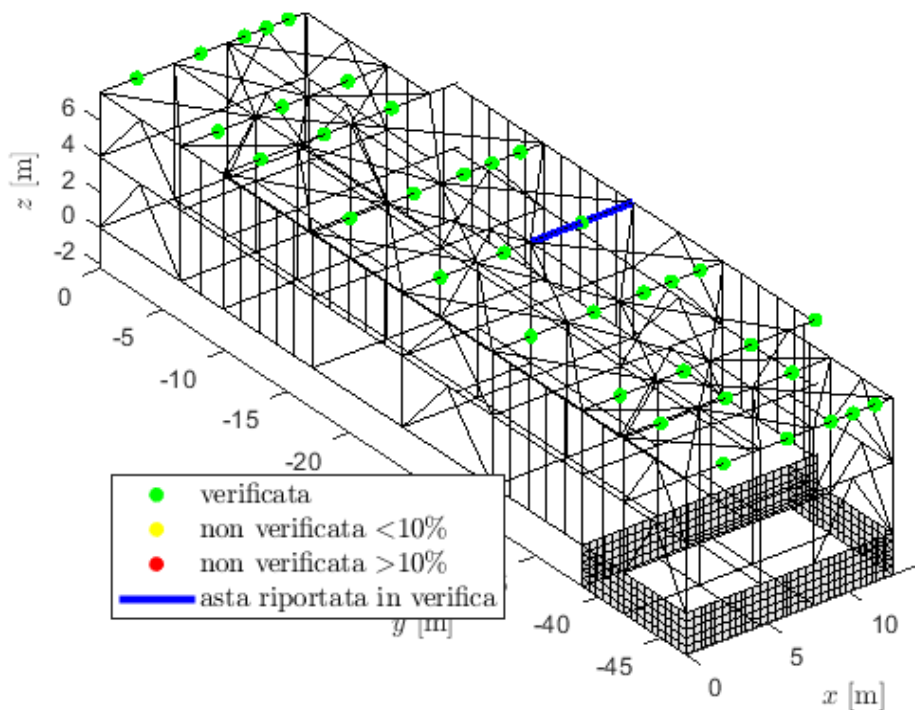 6
4
2
0
-2
z [m]
0
-5
-10
-15
-20
verificata
non verificata <10%
non verificata >10%
asta riportata in verifica
y [m]
-40
-45
0
5
10
x [m]